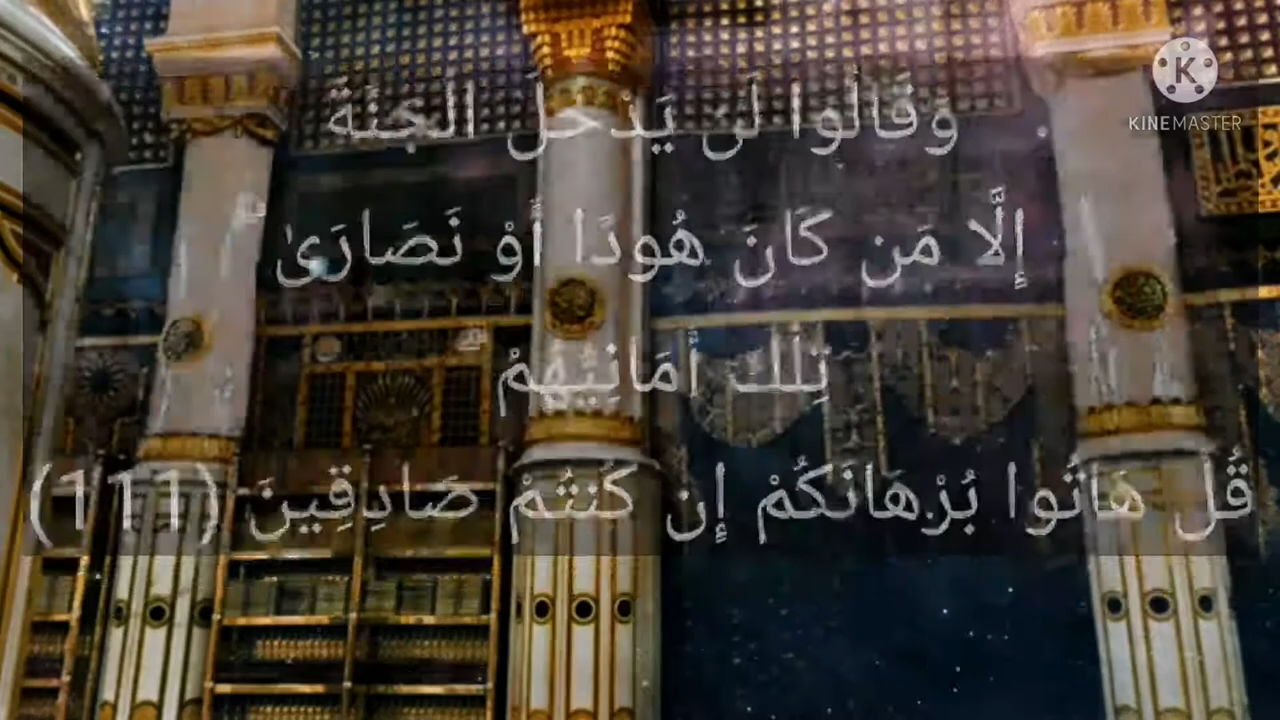 وَقَالُوا لَن يَدْخُلَ الْجَنَّةَ
إِلَّا مَن كَانَ هُودًا أَوْ نَصَارَىٰ
تِلْكَ أَمَانِيُّهُمْ
قُلْ هَاتُوا بُرْهَانَكُمْ إِن كُنتُمْ صَادِقِينَ (111)
KINEMASTER